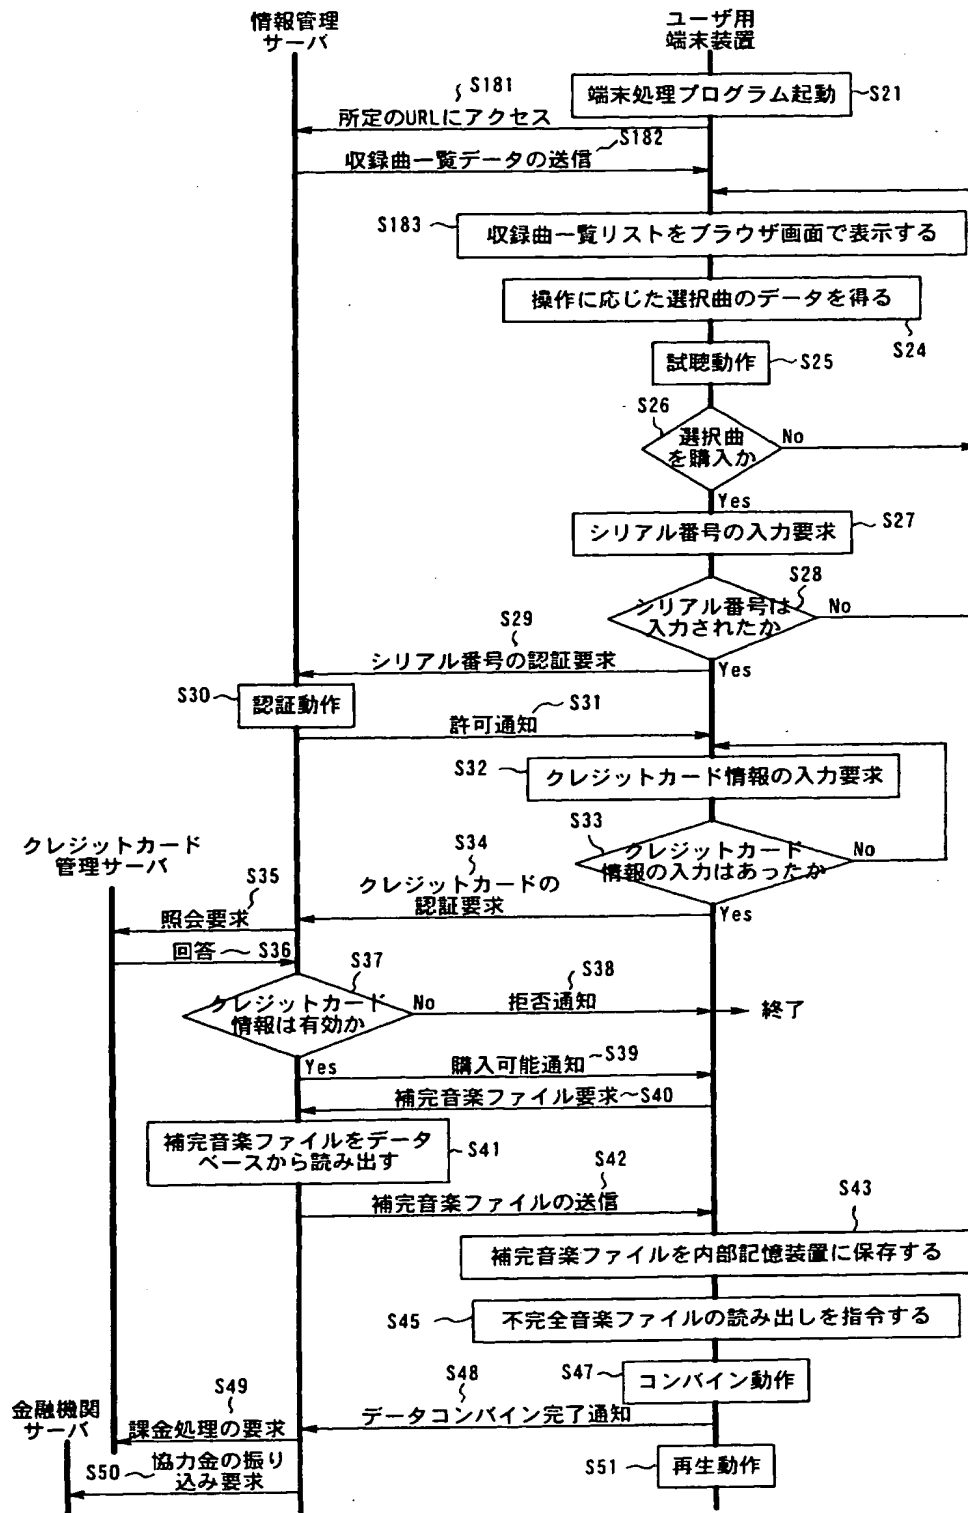 情報管理
サーバ
ユーザ用
端末装置
端末処理プログラム起動
S21
S181
所定のURLにアクセス
S182
収録曲一覧データの送信
S183
収録曲一覧リストをブラウザ画面で表示する
操作に応じた選択曲のデータを得る
S24
試聴動作
S25
S26
選択曲
を購入か
No
Yes
シリアル番号の入力要求
S27
S28
シリアル番号は
入力されたか
No
Yes
S29
シリアル番号の認証要求
S30
認証動作
S31
許可通知
S32
クレジットカード情報の入力要求
S33
クレジットカード
情報の入力はあったか
No
Yes
クレジットカード
管理サーバ
S34
クレジットカードの
認証要求
S35
照会要求
回答
S36
S37
クレジットカード
情報は有効か
No
Yes
S38
拒否通知
終了
購入可能通知
S39
補完音楽ファイル要求
S40
補完音楽ファイルをデータ
ベースから読み出す
S41
S42
補完音楽ファイルの送信
S43
補完音楽ファイルを内部記憶装置に保存する
S45
不完全音楽ファイルの読み出しを指令する
S47
コンバイン動作
S48
データコンバイン完了通知
S49
課金処理の要求
金融機関
サーバ
S50
協力金の振り
込み要求
S51
再生動作